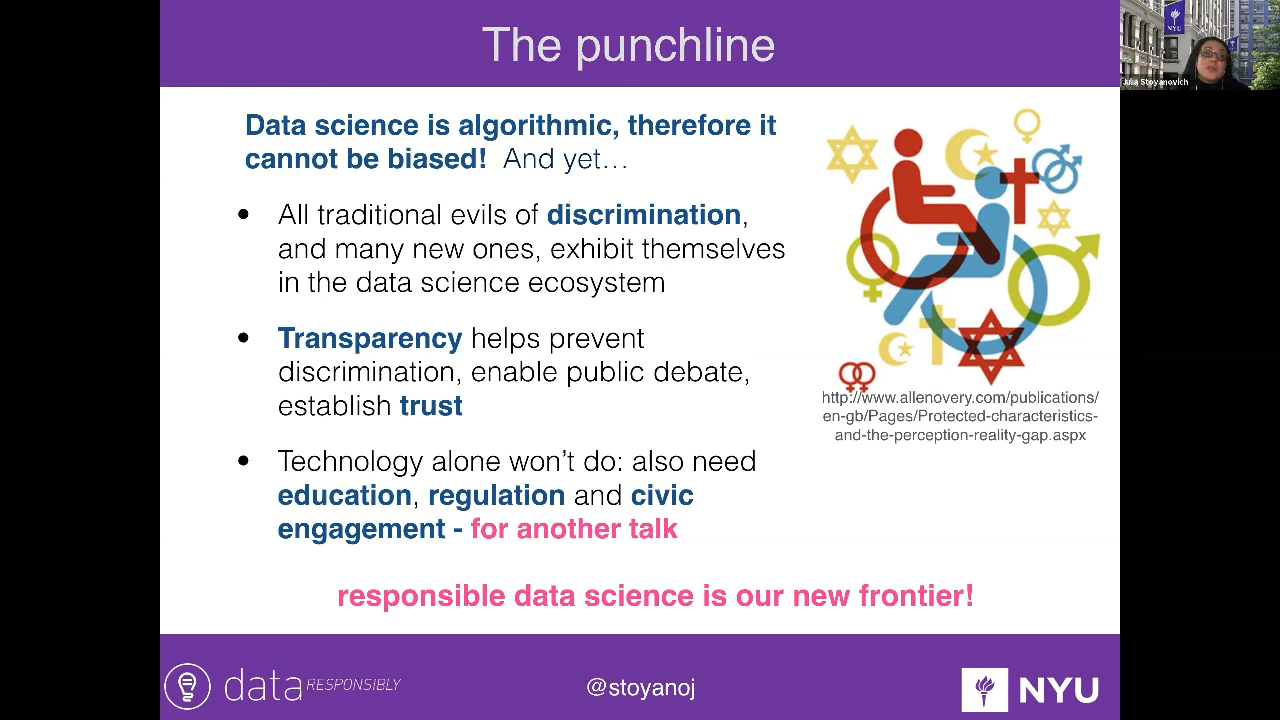 The punchline
NYU
Julia Stoyanovich
Data science is algorithmic, therefore it
cannot be biased! And yet…
• All traditional evils of discrimination,
and many new ones, exhibit themselves
in the data science ecosystem
• Transparency helps prevent
discrimination, enable public debate,
establish trust
• Technology alone won’t do: also need
education, regulation and civic
engagement - for another talk
http://www.allenovery.com/publications/
en-gb/Pages/Protected-characteristics-
and-the-perception-reality-gap.aspx
responsible data science is our new frontier!
data RESPONSIBLY
@stoyanoj
NYU